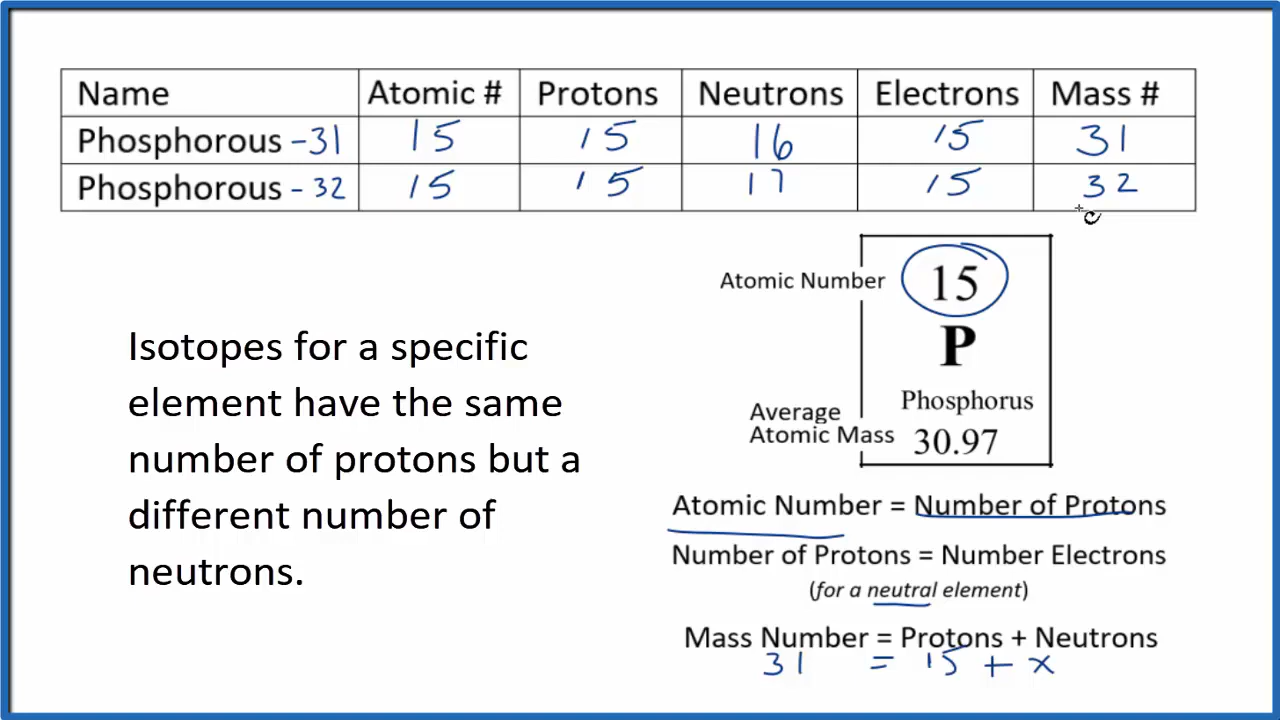 Name Atomic # Protons Neutrons Electrons Mass #
Phosphorous -31 15 15 16 15 31
Phosphorous - 32 15 15 17 15 32
Atomic Number 15
P
Phosphorus
Average
Atomic Mass 30.97
Isotopes for a specific
element have the same
number of protons but a
different number of
neutrons.
Atomic Number = Number of Protons
Number of Protons = Number Electrons
(for a neutral element)
Mass Number = Protons + Neutrons
31 = 15 + x